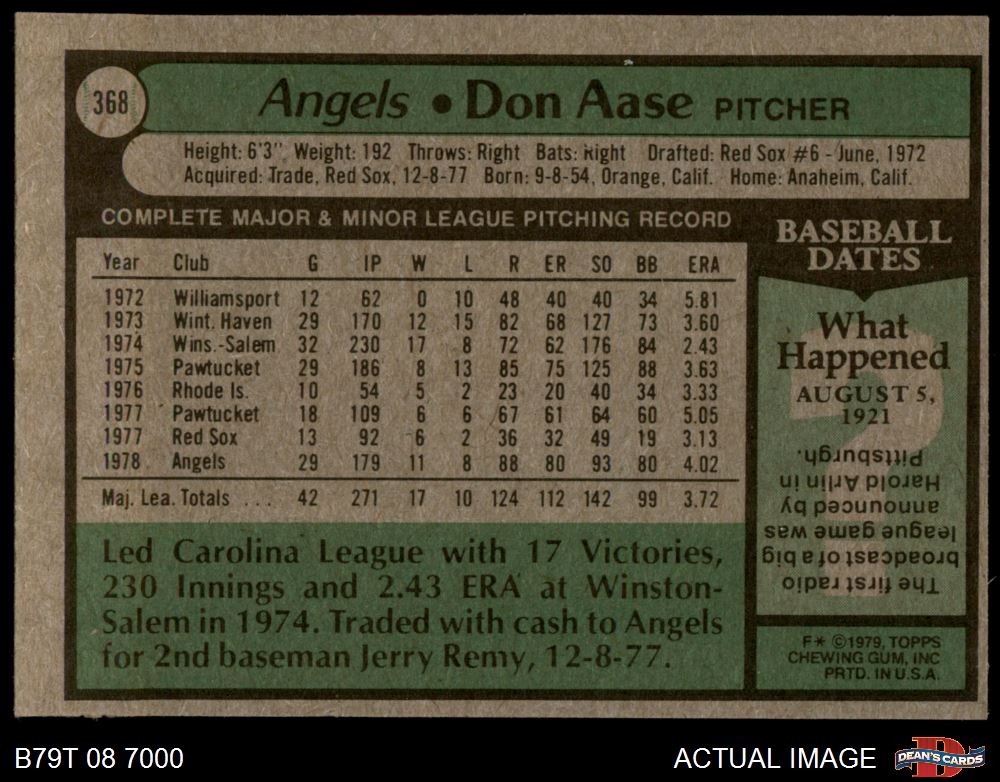 368
Angels • Don Aase PITCHER
Height: 6'3" Weight: 192 Throws: Right Bats: Right Drafted: Red Sox #6 - June, 1972
Acquired: Trade, Red Sox, 12-8-77 Born: 9-8-54, Orange, Calif. Home: Anaheim, Calif.
COMPLETE MAJOR & MINOR LEAGUE PITCHING RECORD
Year Club G IP W L R ER SO BB ERA
1972 Williamsport 12 62 0 10 48 40 40 34 5.81
1973 Wint. Haven 29 170 12 15 82 68 127 73 3.60
1974 Wins.-Salem 32 230 17 8 72 62 176 84 2.43
1975 Pawtucket 29 186 8 13 85 75 125 88 3.63
1976 Rhode Is. 10 54 5 2 23 20 40 34 3.33
1977 Pawtucket 18 109 6 6 67 61 64 60 5.05
1977 Red Sox 13 92 6 2 36 32 49 19 3.13
1978 Angels 29 179 11 8 88 80 93 80 4.02
Maj. Lea. Totals ... 42 271 17 10 124 112 142 99 3.72
Led Carolina League with 17 Victories,
230 Innings and 2.43 ERA at Winston-
Salem in 1974. Traded with cash to Angels
for 2nd baseman Jerry Remy, 12-8-77.
BASEBALL
DATES
What
Happened
AUGUST 5,
1921
The first radio
broadcast of a big
league game was
announced by
Harold Arlin in
Pittsburgh.
F* ©1979, TOPPS
CHEWING GUM, INC
PRTD. IN U.S.A.
B79T 08 7000
ACTUAL IMAGE
D
DEAN'S CARDS